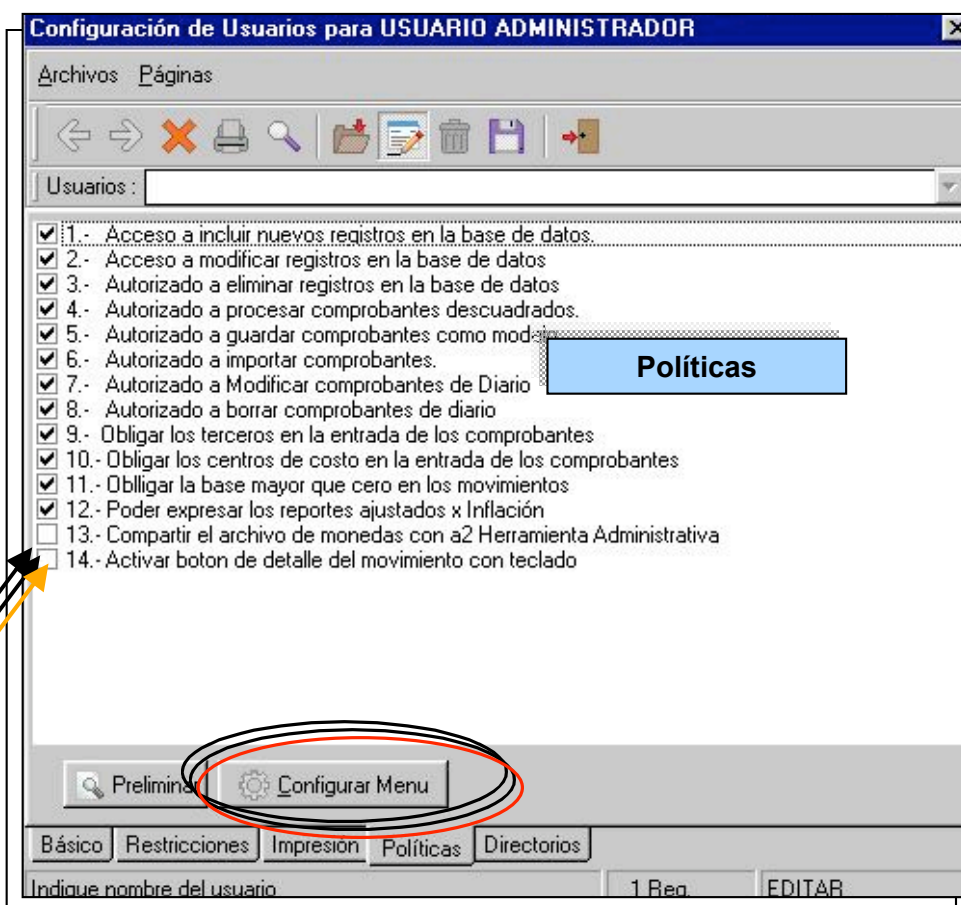 Configuración de Usuarios para USUARIO ADMINISTRADOR
Archivos Páginas
Usuarios :
1.- Acceso a incluir nuevos registros en la base de datos.
2.- Acceso a modificar registros en la base de datos
3.- Autorizado a eliminar registros en la base de datos
4.- Autorizado a procesar comprobantes descuadrados.
5.- Autorizado a guardar comprobantes como
6.- Autorizado a importar comprobantes.
Políticas
7.- Autorizado a Modificar comprobantes de Diario
8.- Autorizado a borrar comprobantes de diario
9.- Obligar los terceros en la entrada de los comprobantes
10.- Obligar los centros de costo en la entrada de los comprobantes
11.- Oblligar la base mayor que cero en los movimientos
12.- Poder expresar los reportes ajustados x Inflación
13.- Compartir el archivo de monedas con a2 Herramienta Administrativa
14.- Activar boton de detalle del movimiento con teclado
Preliminar Configurar Menu
Básico Restricciones Impresión Políticas Directorios
Indique nombre del usuario 1 Reg. EDITAR